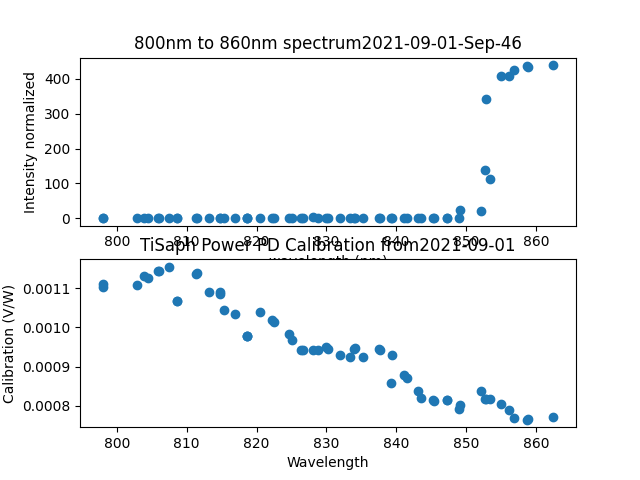 800nm to 860nm spectrum2021-09-01-Sep-46
Intensity normalized
400
300
200
100
0
800 810 820 830 840 850 860
wavelength (nm)
TiSaph Power PD Calibration from2021-09-01
Calibration (V/W)
0.0011
0.0010
0.0009
0.0008
800 810 820 830 840 850 860
Wavelength